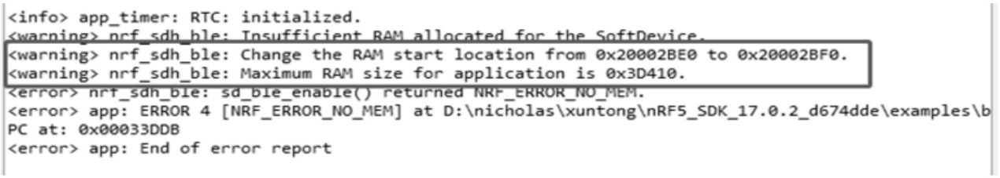 <info> app_timer: RTC: initialized.
<warning> nrf_sdh_ble: Insufficient RAM allocated for the SoftDevice.
<warning> nrf_sdh_ble: Change the RAM start location from 0x20002BE0 to 0x20002BF0.
<warning> nrf_sdh_ble: Maximum RAM size for application is 0x3D410.
<error> nrf_sdh_ble: sd_ble_enable() returned NRF_ERROR_NO_MEM.
<error> app: ERROR 4 [NRF_ERROR_NO_MEM] at D:\nicholas\xuntong\nRF5_SDK_17.0.2_d674dde\examples\b
PC at: 0x00033DDB
<error> app: End of error report